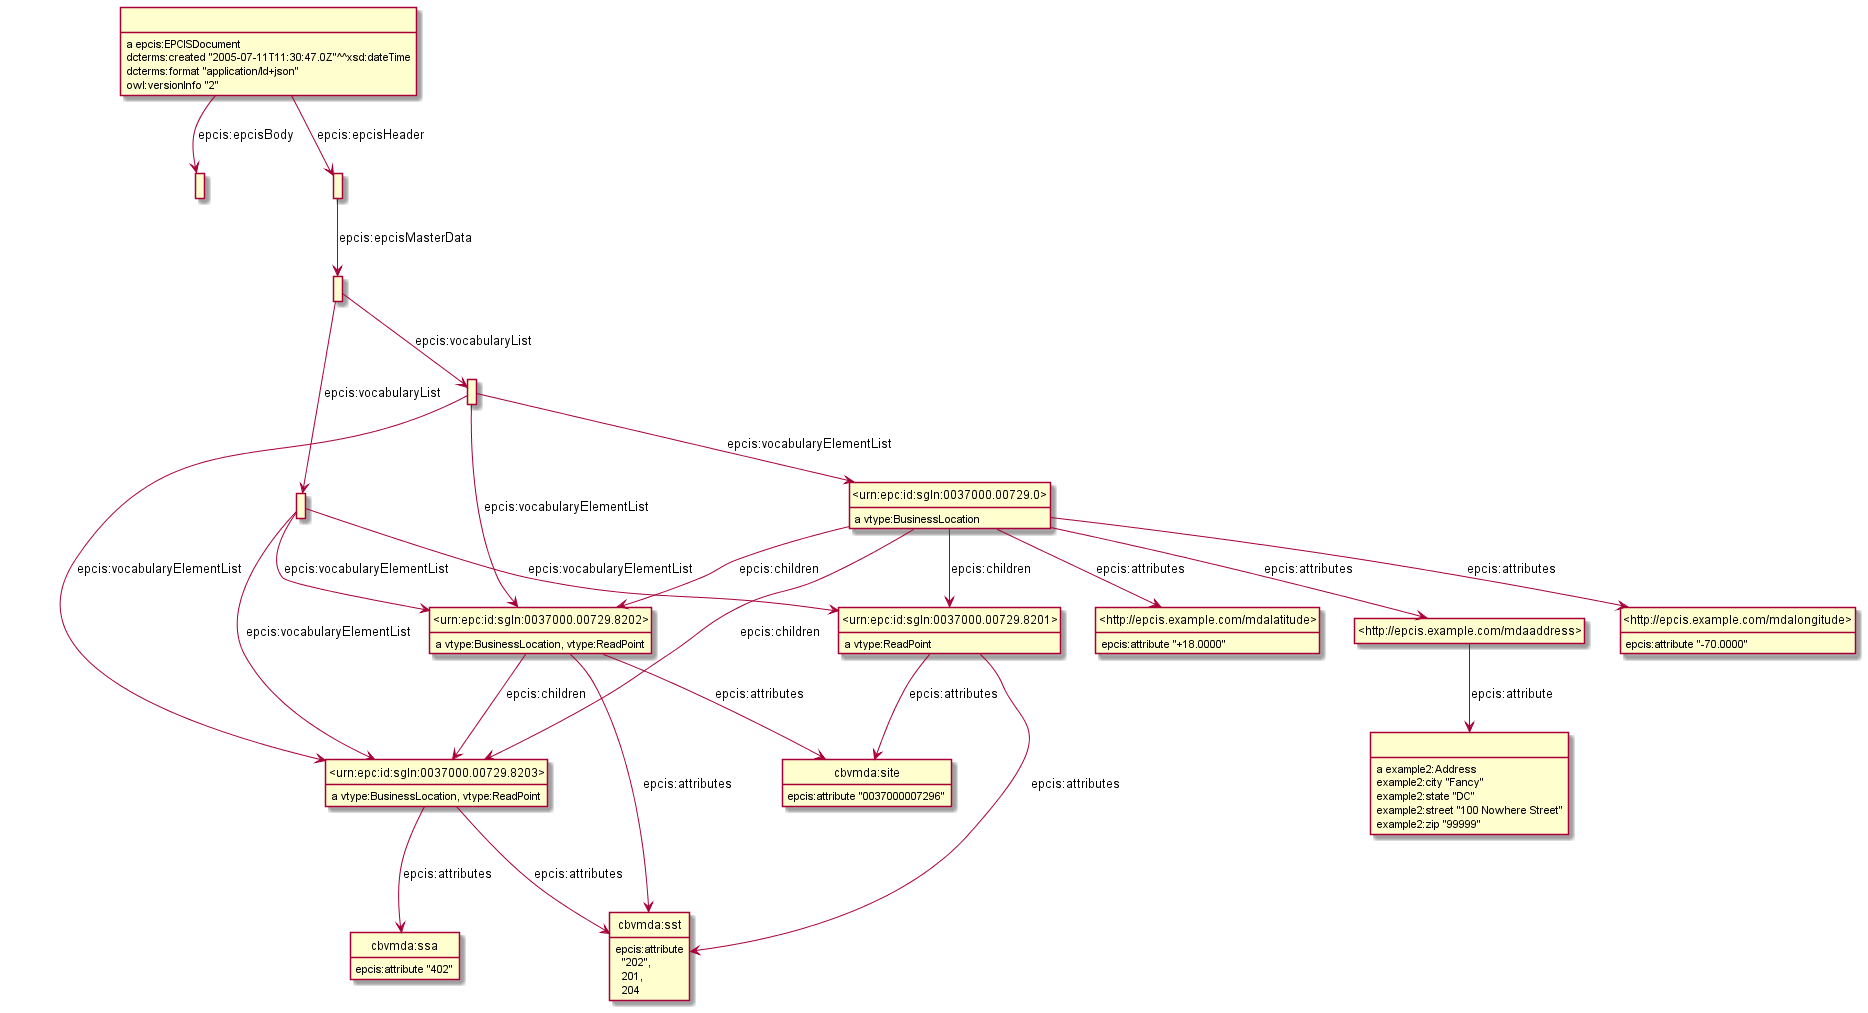 a epcis:EPCISDocument
dcterms:created "2005-07-11T11:30:47.0Z"^^xsd:dateTime
dcterms:format "application/ld+json"
owl:versionInfo "2"
epcis:epcisBody
epcis:epcisHeader
epcis:epcisMasterData
epcis:vocabularyList
epcis:vocabularyList
epcis:vocabularyElementList
<urn:epc:id:sgln:0037000.00729.0>
a vtype:BusinessLocation
epcis:vocabularyElementList
epcis:vocabularyElementList
epcis:vocabularyElementList
epcis:vocabularyElementList
epcis:children
epcis:children
epcis:attributes
epcis:attributes
epcis:attributes
<urn:epc:id:sgln:0037000.00729.8202>
a vtype:BusinessLocation, vtype:ReadPoint
<urn:epc:id:sgln:0037000.00729.8201>
a vtype:ReadPoint
<http://epcis.example.com/mdalatitude>
epcis:attribute "+18.0000"
<http://epcis.example.com/mdaaddress>
<http://epcis.example.com/mdalongitude>
epcis:attribute "-70.0000"
epcis:vocabularyElementList
epcis:children
epcis:children
epcis:attributes
epcis:attributes
epcis:attribute
<urn:epc:id:sgln:0037000.00729.8203>
a vtype:BusinessLocation, vtype:ReadPoint
epcis:attributes
cbvmda:site
epcis:attribute "0037000007296"
epcis:attributes
a example2:Address
example2:city "Fancy"
example2:state "DC"
example2:street "100 Nowhere Street"
example2:zip "99999"
epcis:attributes
epcis:attributes
cbvmda:ssa
epcis:attribute "402"
cbvmda:sst
epcis:attribute
"202",
201,
204